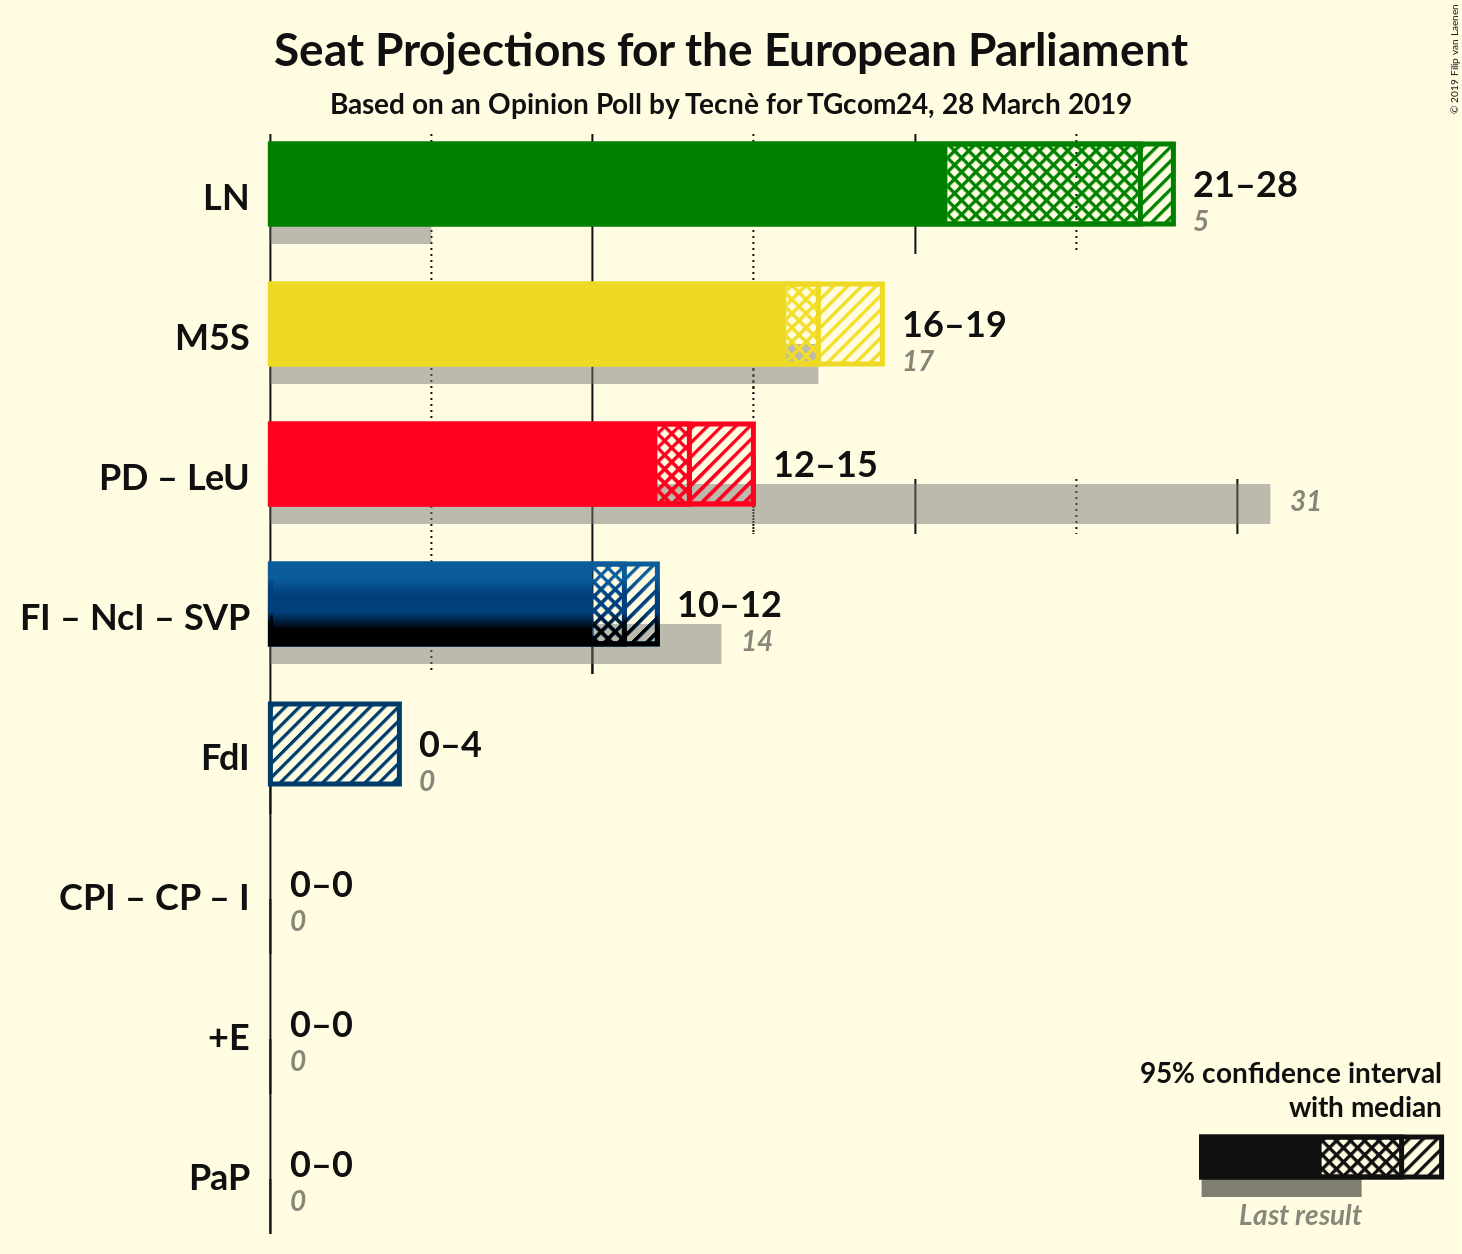 Seat Projections for the European Parliament
Based on an Opinion Poll by Tecnè for TGcom24, 28 March 2019
© 2019 Filip van Laenen
LN
21–28
5
M5S
16–19
17
PD – LeU
12–15
31
FI – NcI – SVP
10–12
14
FdI
0–4
0
CPI – CP – I
0–0
0
+E
0–0
0
PaP
0–0
0
95% confidence interval
with median
Last result